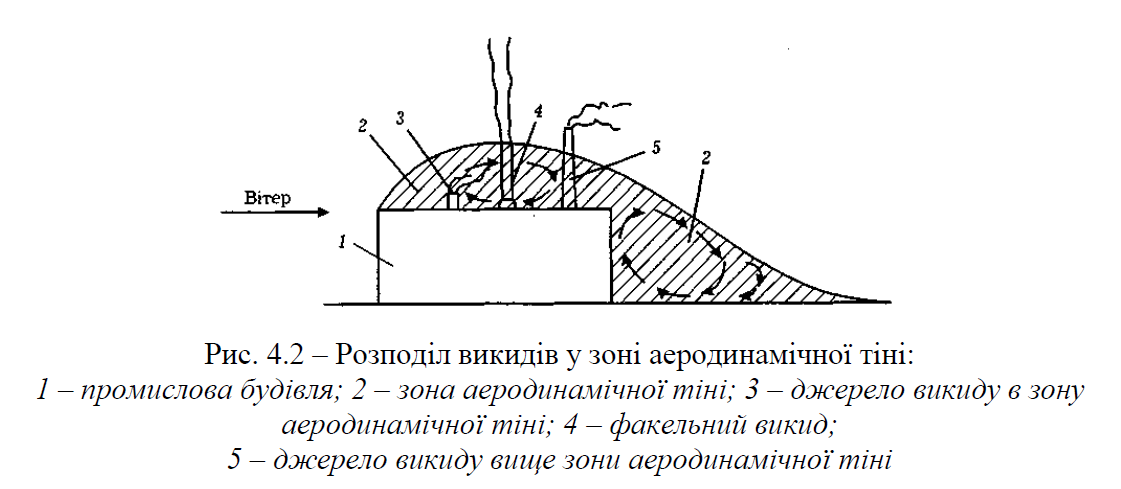 4
3
2
5
2
Вітер
1
Рис. 4.2 – Розподіл викидів у зоні аеродинамічної тіні:
1 – промислова будівля; 2 – зона аеродинамічної тіні; 3 – джерело викиду в зону
аеродинамічної тіні; 4 – факельний викид;
5 – джерело викиду вище зони аеродинамічної тіні